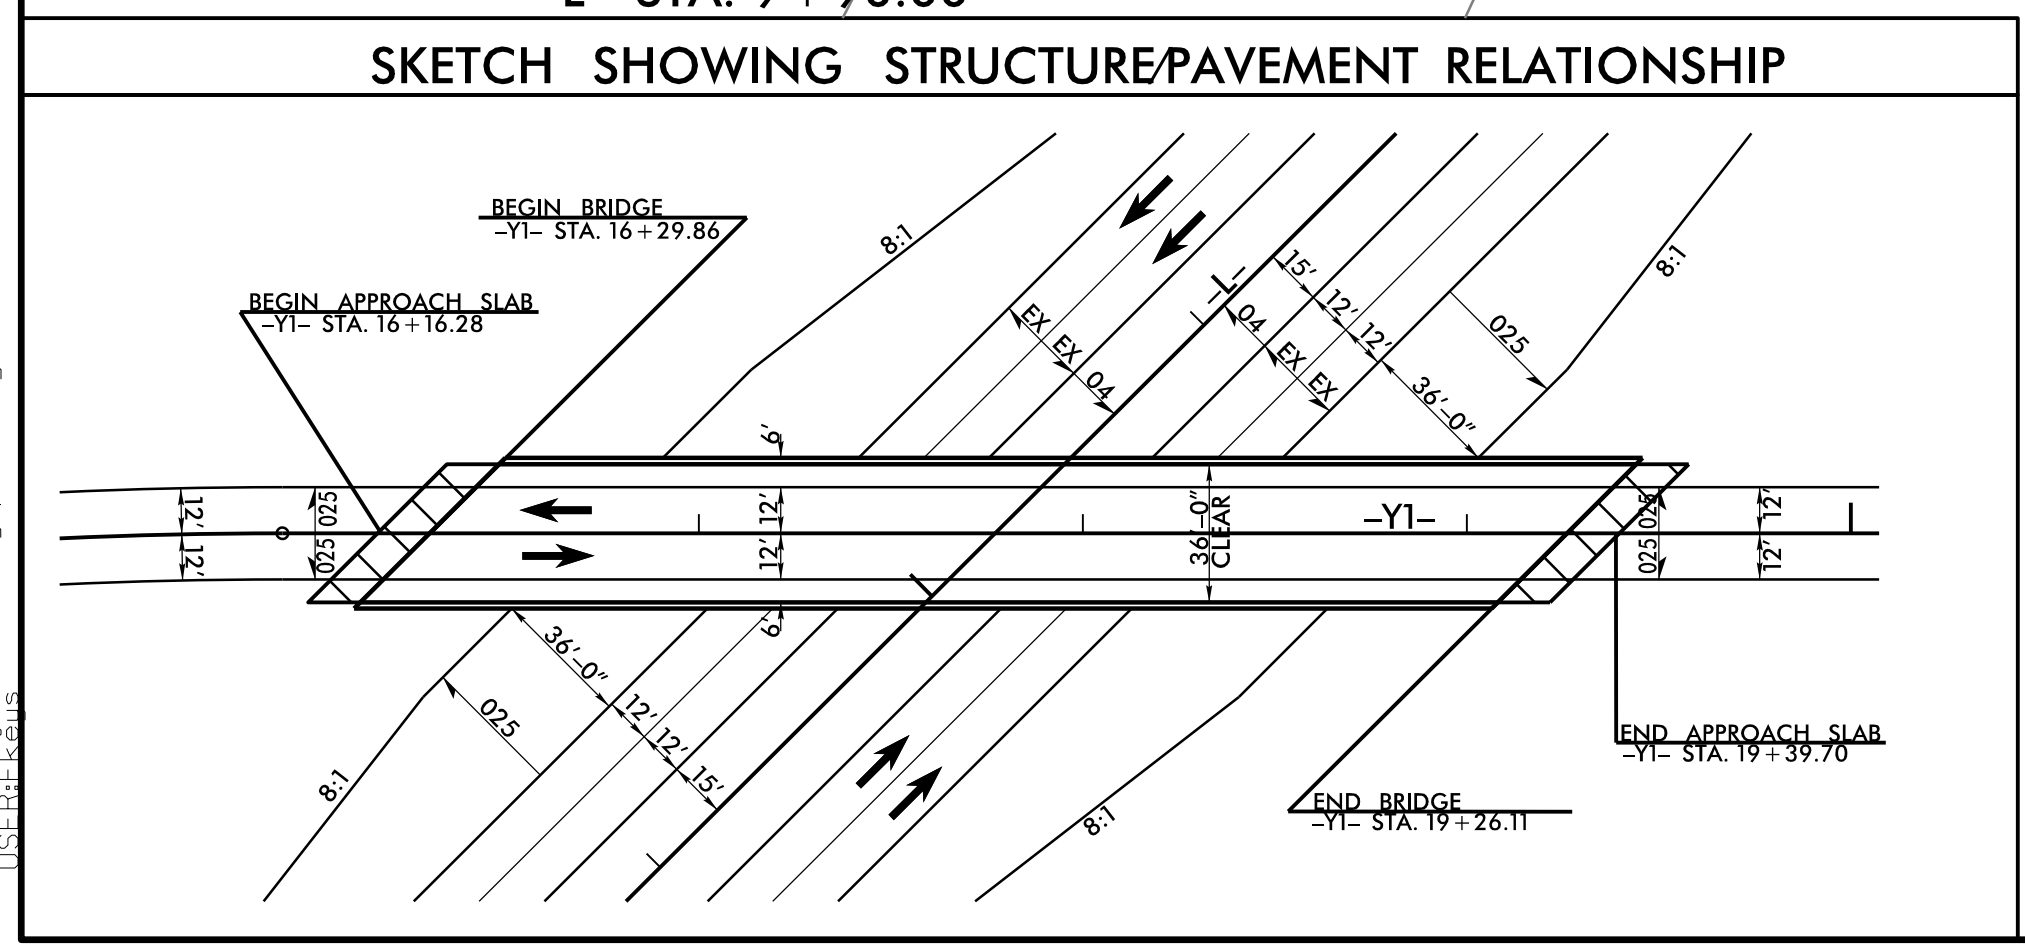 SKETCH SHOWING STRUCTURE/PAVEMENT RELATIONSHIP
BEGIN BRIDGE
-Y1- STA. 16+29.86
BEGIN APPROACH SLAB
-Y1- STA. 16+16.28
8:1
8:1
-L-
15'
12'
12'
36'-0"
025
EX
EX
04
04
EX
EX
6'
12'
12'
025
025
12'
12'
6'
36'-0"
CLEAR
-Y1-
025
025
12'
12'
36'-0"
12'
12'
15'
025
8:1
8:1
END APPROACH SLAB
-Y1- STA. 19+39.70
END BRIDGE
-Y1- STA. 19+26.11